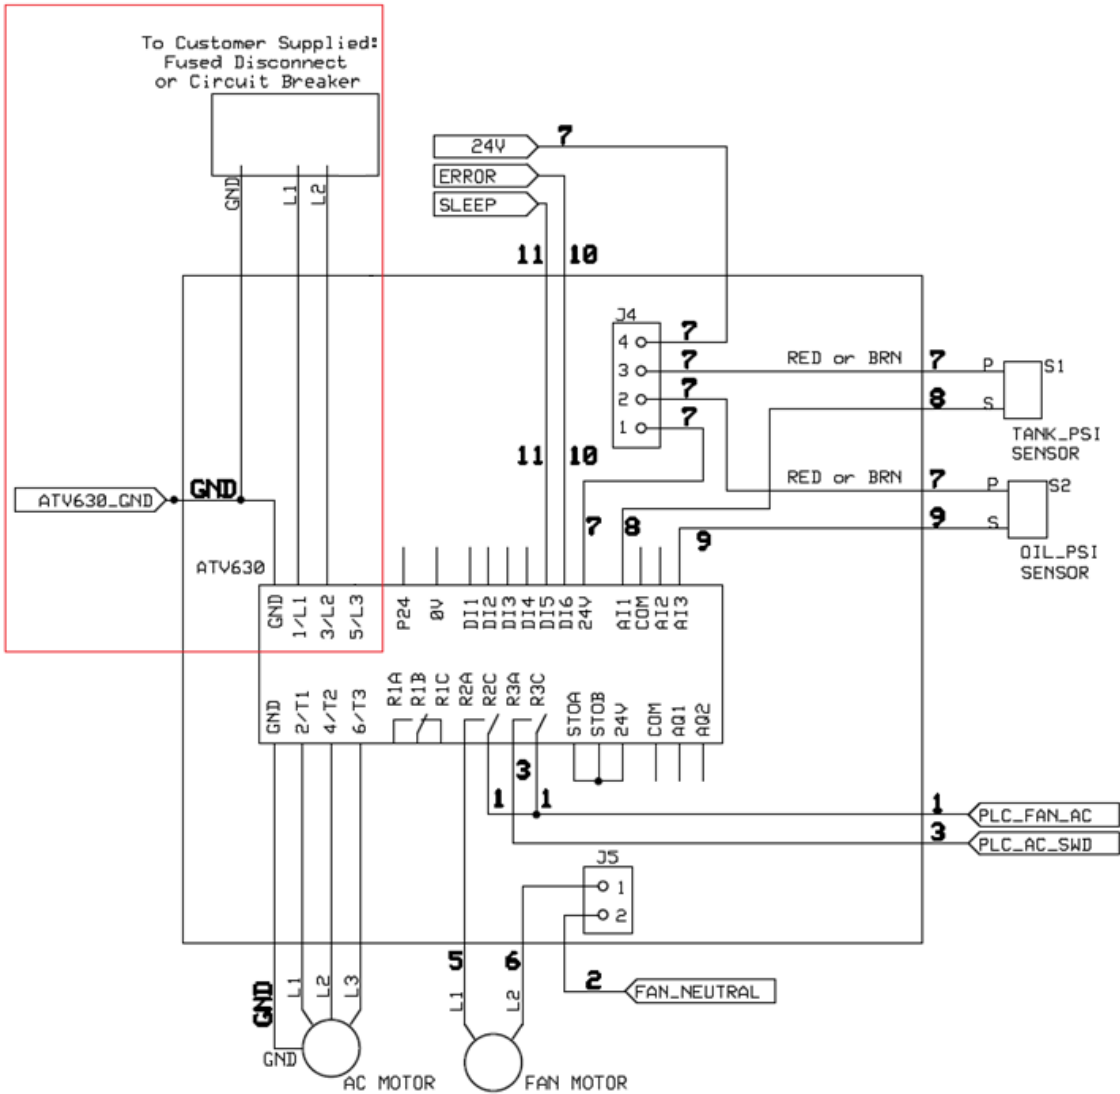 To Customer Supplied:
Fused Disconnect
or Circuit Breaker
GND
L1
L2
24V
7
ERROR
SLEEP
11
10
J4
4
7
3
7
RED or BRN
7
P
S1
2
7
8
S
1
7
TANK_PSI
SENSOR
11
10
RED or BRN
7
P
S2
ATV630_GND
GND
7
8
9
9
S
OIL_PSI
SENSOR
ATV630
GND
1/L1
3/L2
5/L3
P24
0V
DI1
DI2
DI3
DI4
DI5
DI6
24V
AI1
COM
AI2
AI3
GND
2/T1
4/T2
6/T3
R1A
R1B
R1C
R2A
R2C
R3A
R3C
STOA
STOB
24V
COM
AQ1
AQ2
3
1
1
1
PLC_FAN_AC
3
PLC_AC_SWD
J5
1
2
5
6
2
FAN_NEUTRAL
GND
L1
L2
L3
L1
L2
GND
AC MOTOR
FAN MOTOR